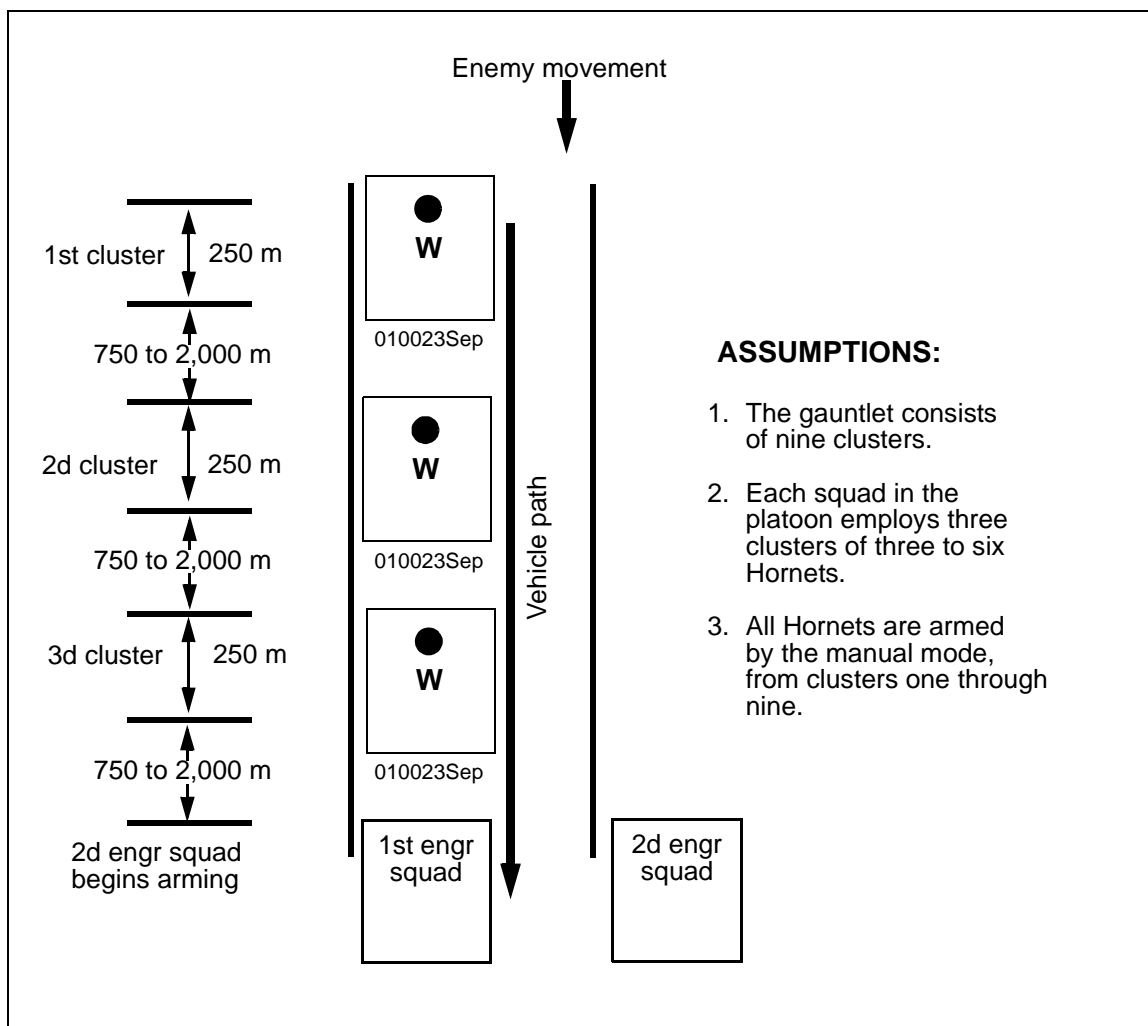 Enemy movement
1st cluster
250 m
W
010023Sep
750 to 2,000 m
2d cluster
250 m
W
010023Sep
750 to 2,000 m
3d cluster
250 m
W
010023Sep
750 to 2,000 m
2d engr squad
begins arming
1st engr
squad
2d engr
squad
Vehicle path
ASSUMPTIONS:
1. The gauntlet consists
of nine clusters.
2. Each squad in the
platoon employs three
clusters of three to six
Hornets.
3. All Hornets are armed
by the manual mode,
from clusters one through
nine.